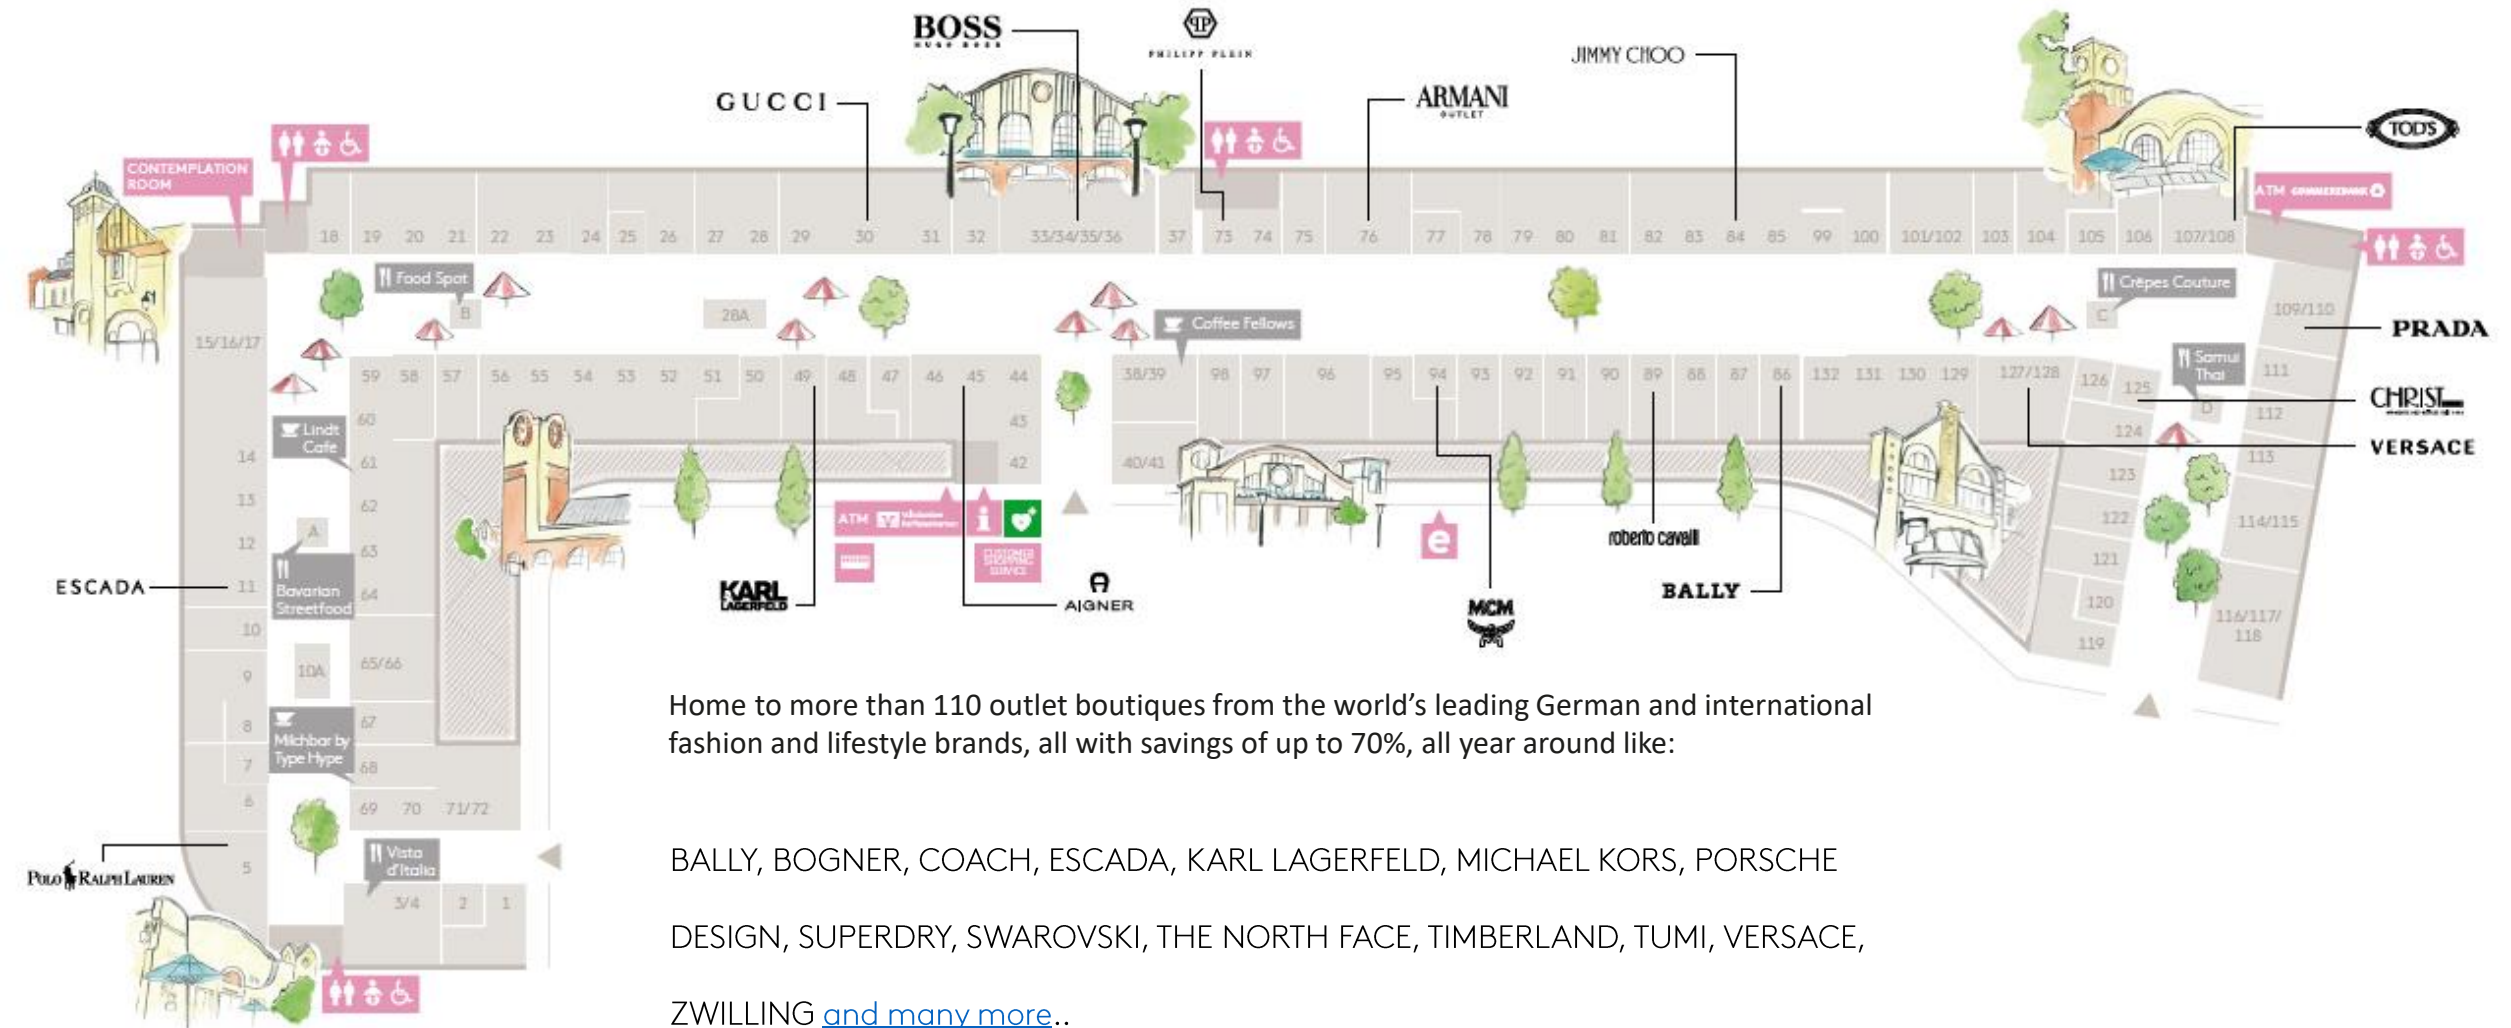 BOSS
HUGO BOSS
PHILIPP PLEIN
JIMMY CHOO
GUCCI
ARMANI
OUTLET
TOD'S
CONTEMPLATION
ROOM
ATM COMMERZBANK
18 19 20 21 22 23 24 25 26 27 28 29 30 31 32 33/34/35/36 37 73 74 75 76 77 78 79 80 81 82 83 84 85 99 100 101/102 103 104 105 106 107/108
Food Spot
B
28A
Coffee Fellows
Crêpes Couture
C
109/110
PRADA
15/16/17
59 58 57 56 55 54 53 52 51 50 49 48 47 46 45 44 38/39 98 97 96 95 94 93 92 91 90 89 88 87 86 132 131 130 129 127/128 126 125
Samui
Thai
D
111
112
CHRIST
VERSACE
60
43
124
Lindt
Cafe
14
61
42
40/41
113
123
13
62
ATM
122
114/115
A
12
63
e
roberto cavalli
CUSTOMER
SHOPPING
SERVICE
121
ESCADA
11
Bavarian
Streetfood
64
KARL
LAGERFELD
AIGNER
MCM
BALLY
120
116/117/
118
10
119
9
10A
65/66
8
Milchbar by
Type Hype
67
7
68
6
69 70 71/72
5
Vista
d'Italia
POLO RALPH LAUREN
3/4 2 1
Home to more than 110 outlet boutiques from the world’s leading German and international
fashion and lifestyle brands, all with savings of up to 70%, all year around like:
BALLY, BOGNER, COACH, ESCADA, KARL LAGERFELD, MICHAEL KORS, PORSCHE
DESIGN, SUPERDRY, SWAROVSKI, THE NORTH FACE, TIMBERLAND, TUMI, VERSACE,
ZWILLING and many more..